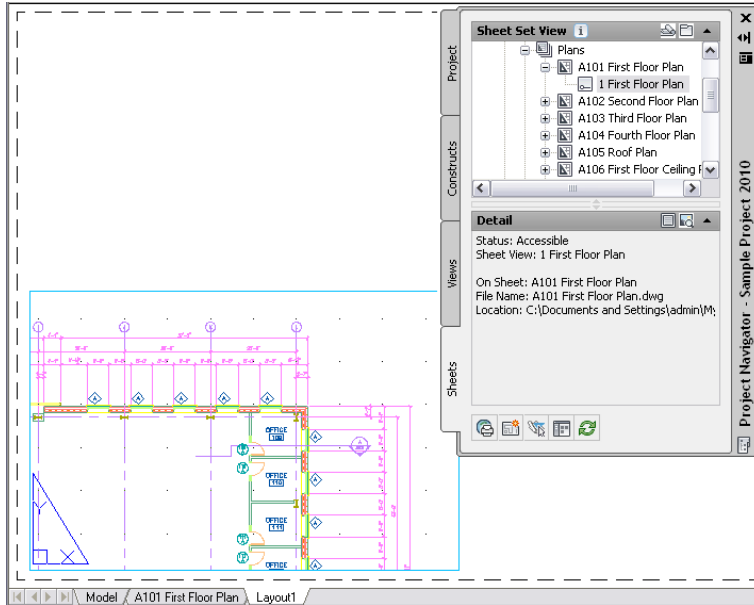 Sheet Set View
Plans
A101 First Floor Plan
1 First Floor Plan
A102 Second Floor Plan
A103 Third Floor Plan
A104 Fourth Floor Plan
A105 Roof Plan
A106 First Floor Ceiling
Detail
Status: Accessible
Sheet View: 1 First Floor Plan
On Sheet: A101 First Floor Plan
File Name: A101 First Floor Plan.dwg
Location: C:\Documents and Settings\admin\My
Project
Constructs
Views
Sheets
Project Navigator - Sample Project 2010
OFFICE
OFFICE
110
OFFICE
111
OFFICE
A
A
A
A
A
A
A
A
A
Y
X
Model
A101 First Floor Plan
Layout1